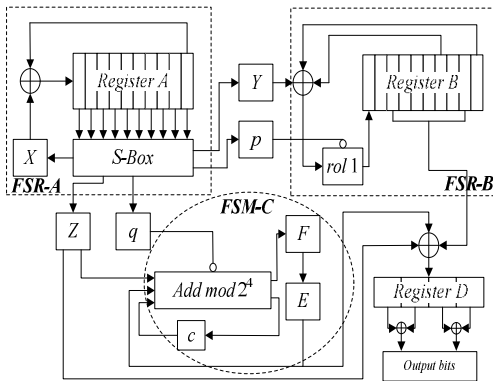 Register A
Y
Register B
X
S-Box
p
rol 1
FSR-A
FSR-B
FSM-C
Z
q
F
Add mod 2^4
E
c
Register D
Output bits